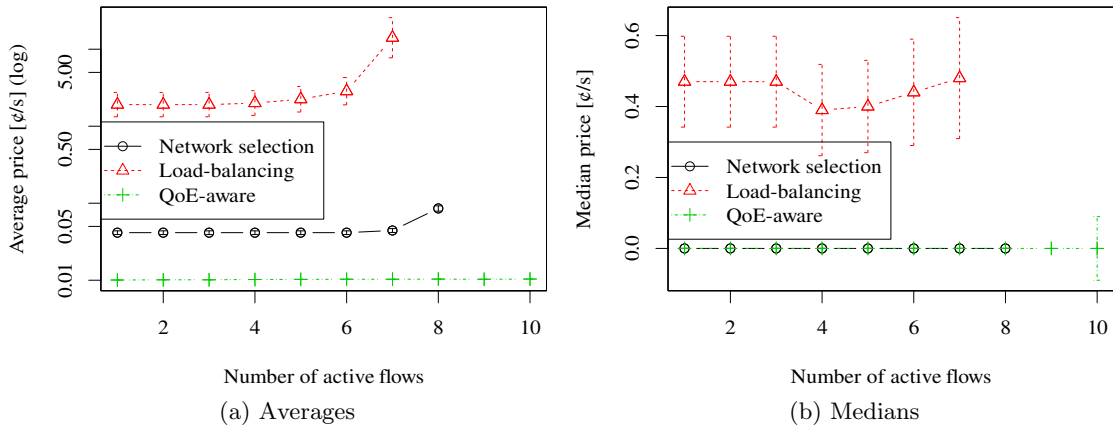 Average price [¢/s] (log)
5.00
0.50
0.05
0.01
Network selection
Load-balancing
QoE-aware
2 4 6 8 10
Number of active flows
(a) Averages
Median price [¢/s]
0.6
0.4
0.2
0.0
Network selection
Load-balancing
QoE-aware
2 4 6 8 10
Number of active flows
(b) Medians